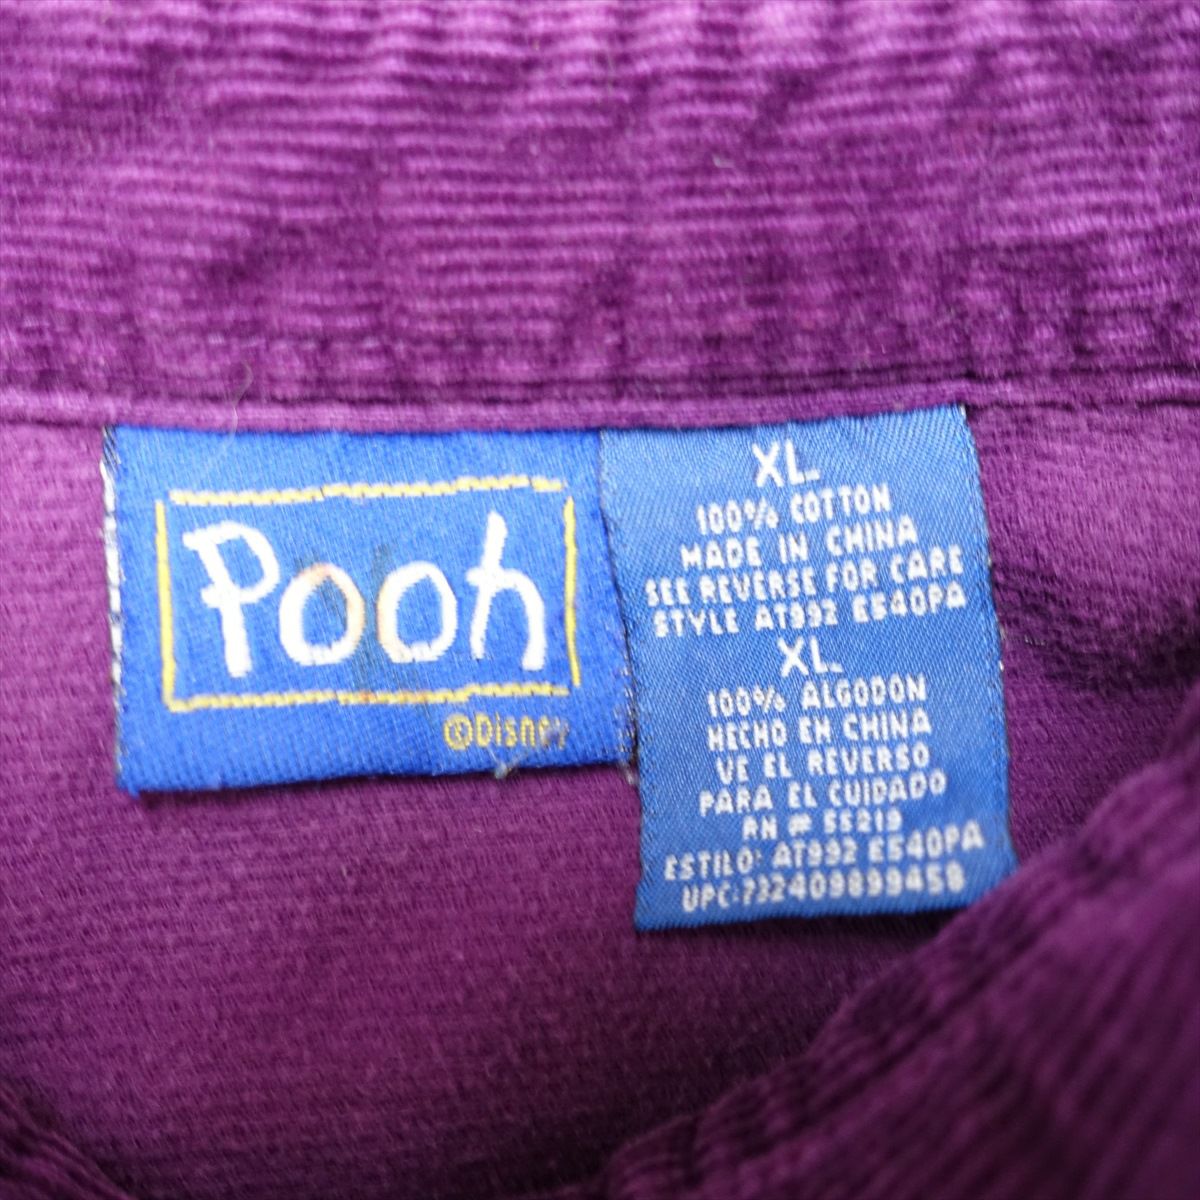 Pooh
©Disney
XL
100% COTTON
MADE IN CHINA
SEE REVERSE FOR CARE
STYLE AT992 E540PA
XL
100% ALGODON
HECHO EN CHINA
VE EL REVERSO
PARA EL CUIDADO
RN # 55219
ESTILO: AT992 E540PA
UPC:732409899458